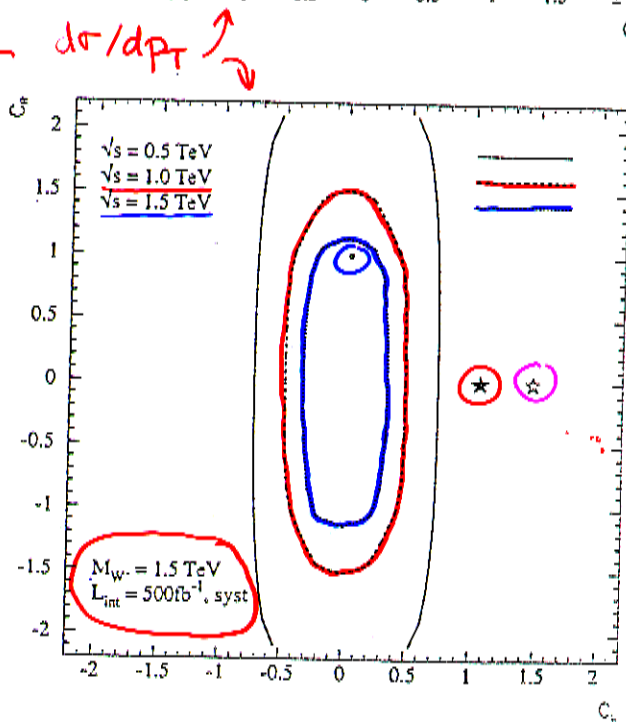 dσ/dp_T
2
1.5
1
0.5
0
-0.5
-1
-1.5
-2
√s = 0.5 TeV
√s = 1.0 TeV
√s = 1.5 TeV
M_W' = 1.5 TeV
L_int = 500fb⁻¹, syst
-2 -1.5 -1 -0.5 0 0.5 1 1.5 2
C_L